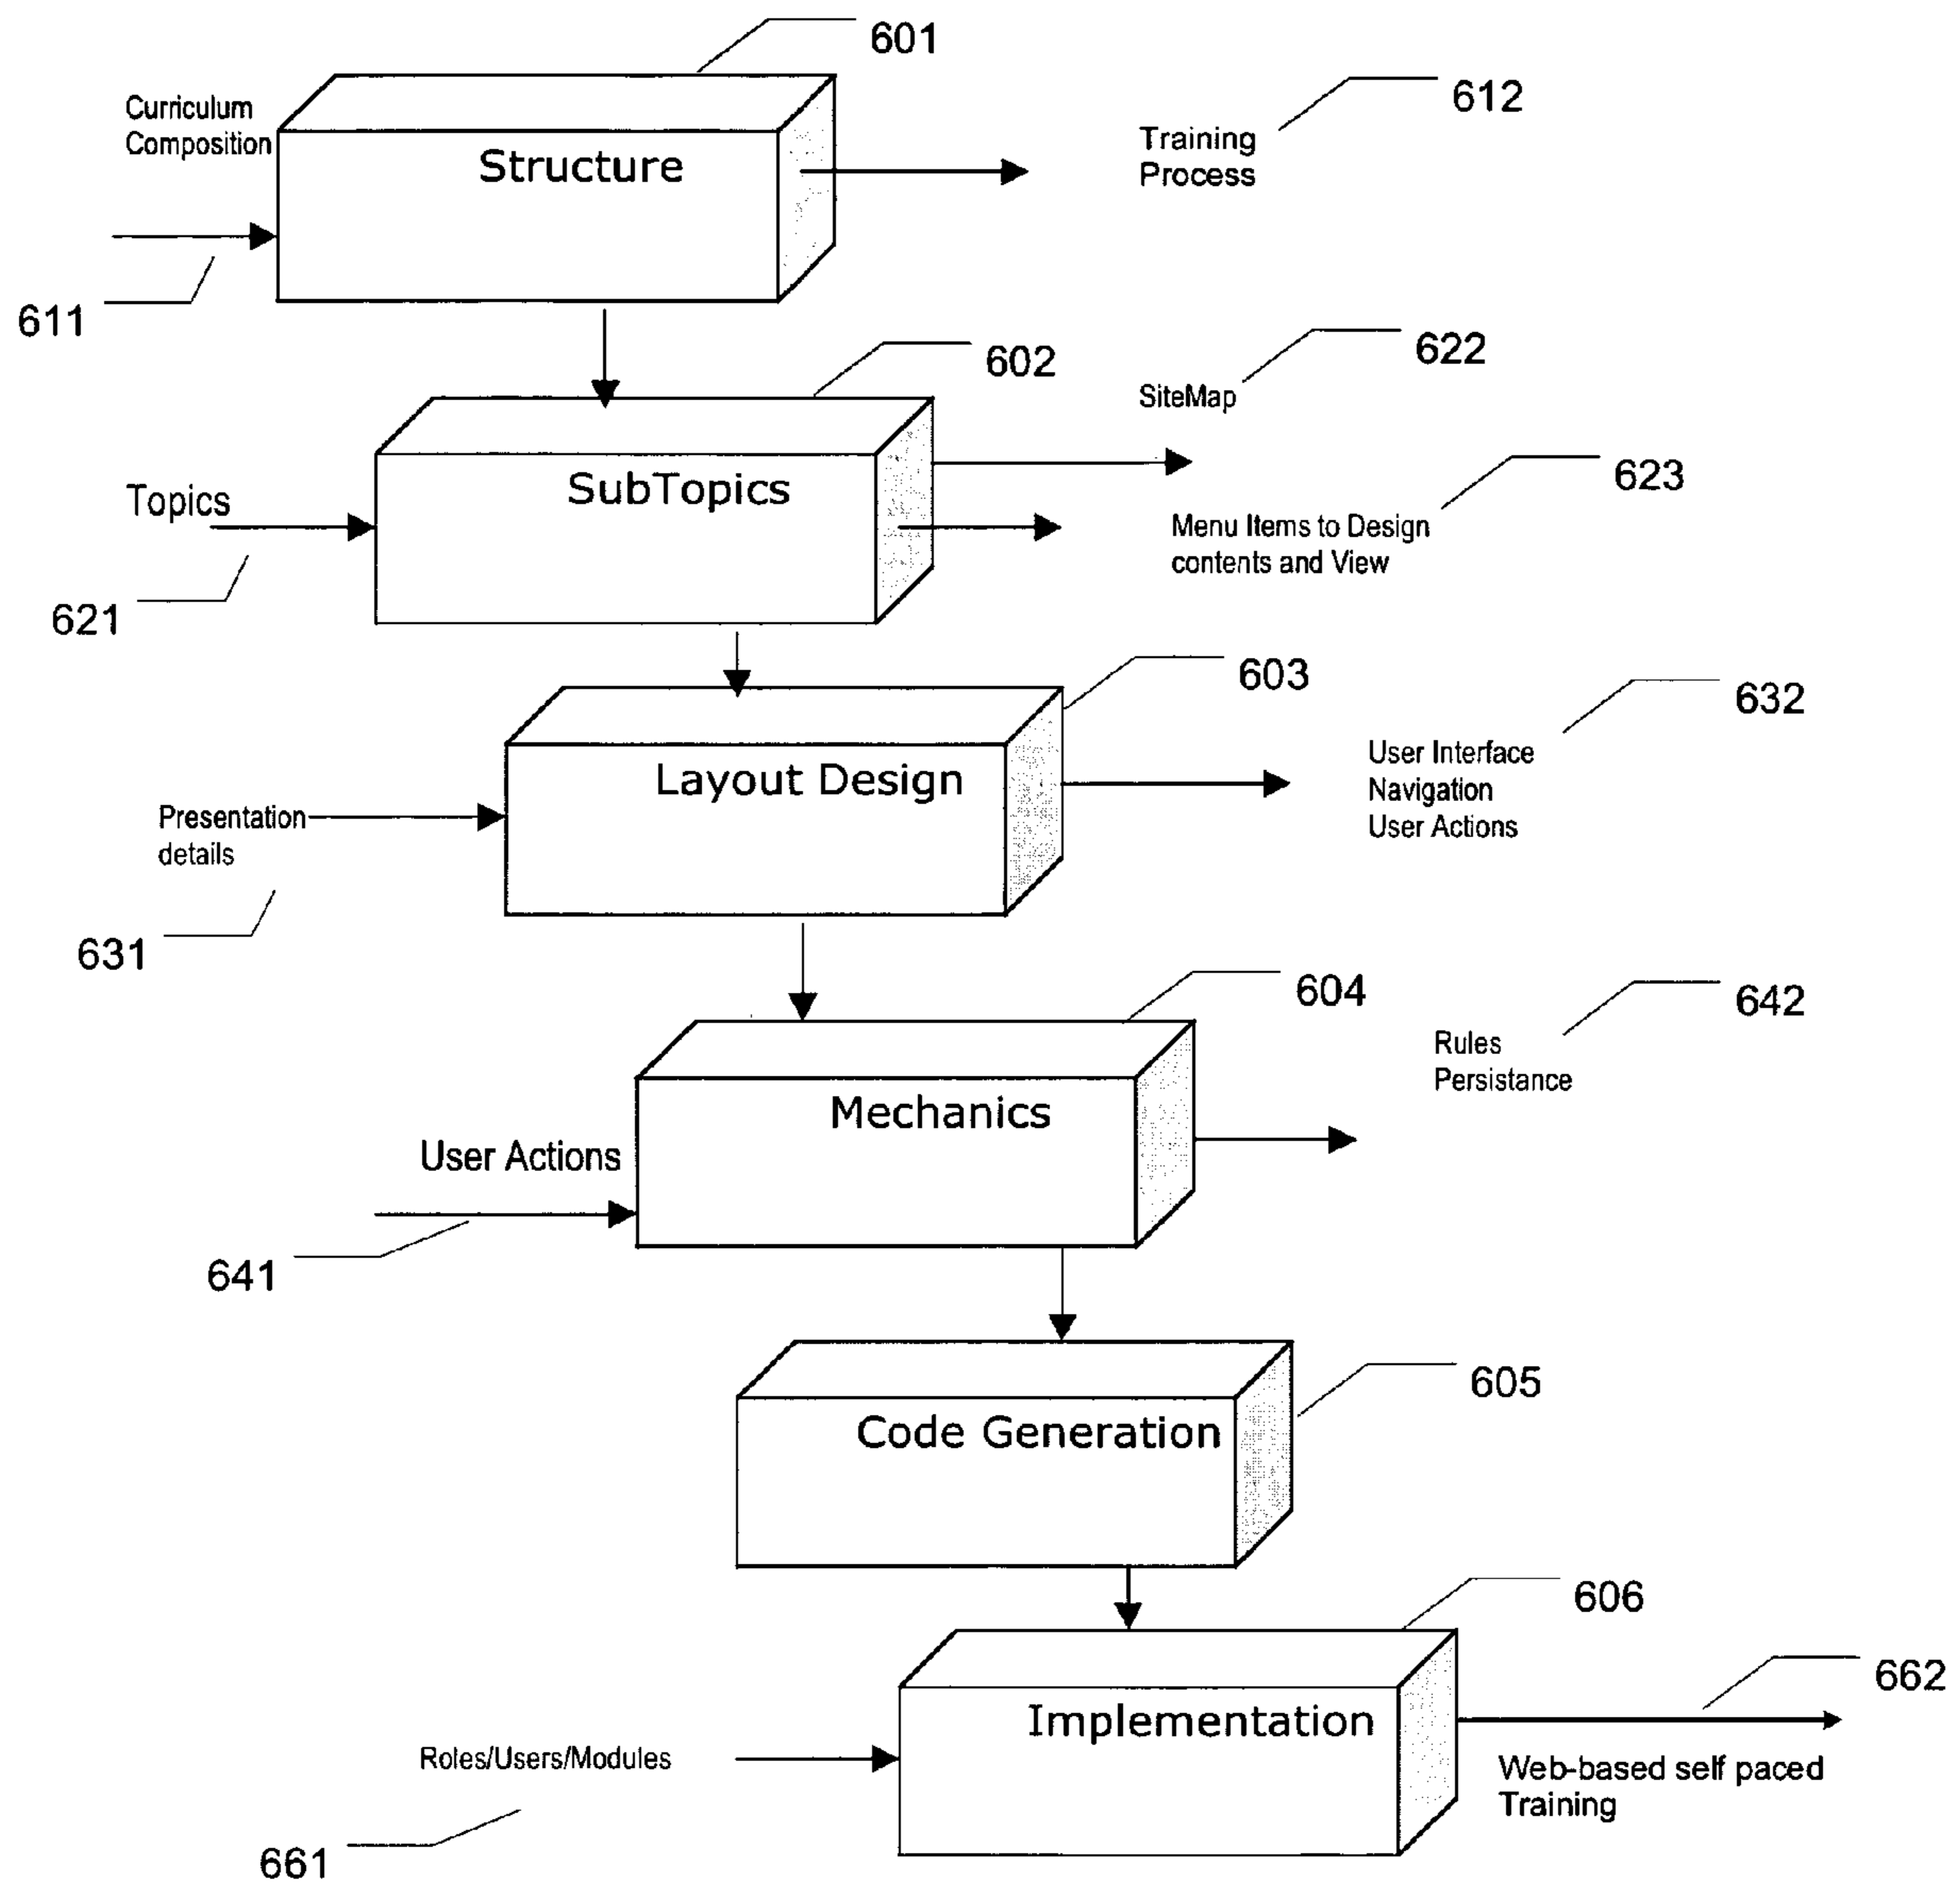 601
Curriculum
Composition
Structure
Training
Process
612
611
602
SiteMap
622
Topics
SubTopics
Menu Items to Design
contents and View
623
621
603
Presentation
details
Layout Design
User Interface
Navigation
User Actions
632
631
604
User Actions
Mechanics
Rules
Persistance
642
641
Code Generation
605
606
Roles/Users/Modules
Implementation
662
Web-based self paced
Training
661